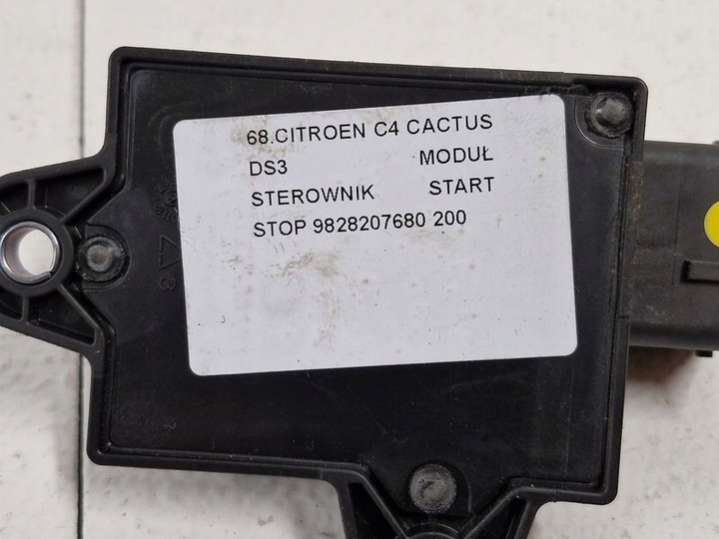 68.CITROEN C4 CACTUS
DS3 MODUŁ
STEROWNIK START
STOP 9828207680 200